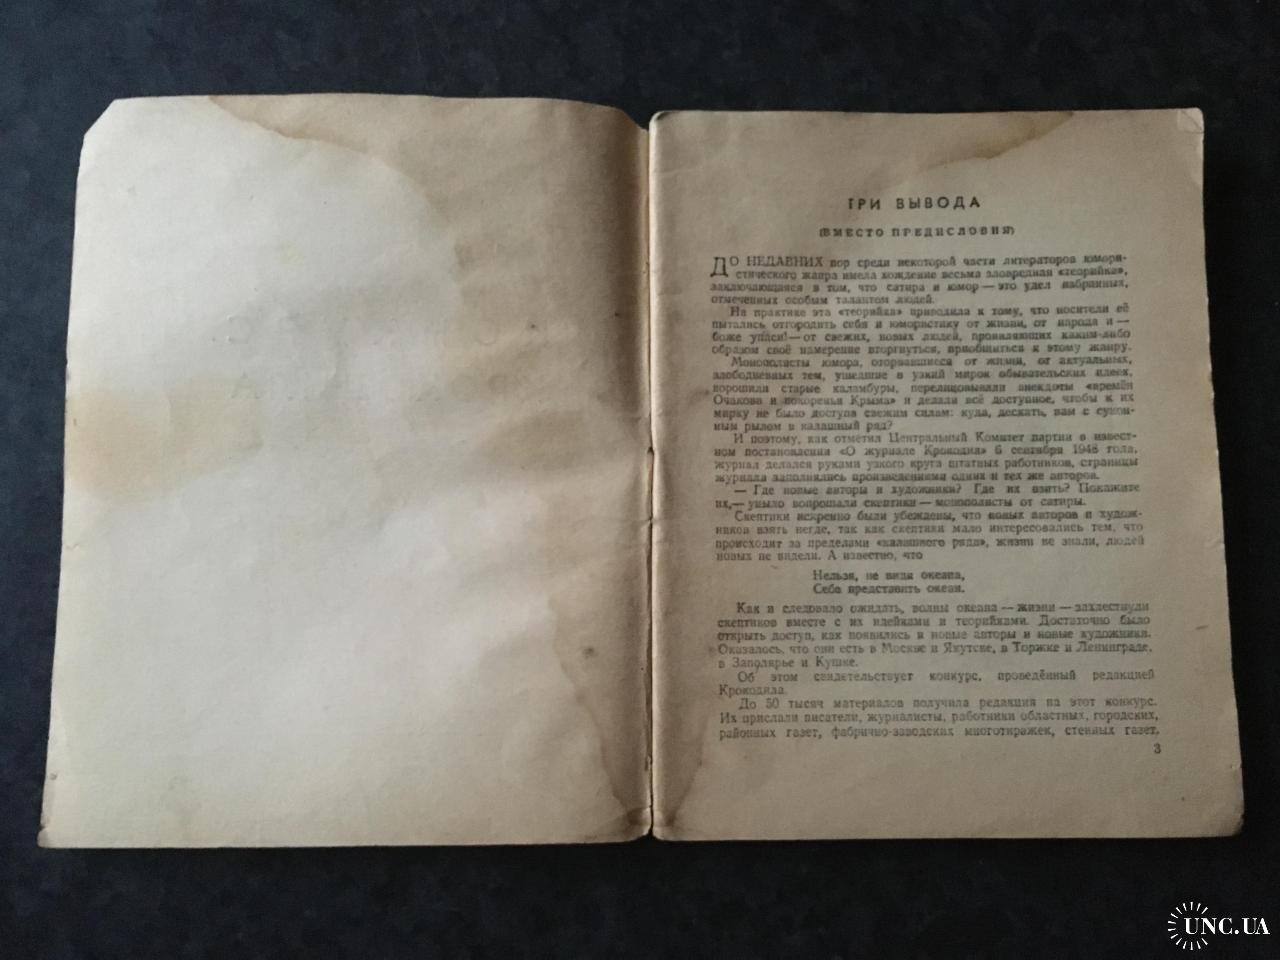 ТРИ ВЫВОДА
(ВМЕСТО ПРЕДИСЛОВИЯ)
ДО НЕДАВНИХ пор среди некоторой части литераторов юмори-
стического жанра имела хождение весьма зловредная «теорийка»,
заключающаяся в том, что сатира и юмор — это удел избранных,
отмеченных особым талантом людей.
На практике эта «теорийка» приводила к тому, что носители её
пытались отгородить себя и юмористику от жизни, от народа и —
боже упаси! — от свежих, новых людей, проявляющих каким-либо
образом своё намерение вторгнуться, приобщиться к этому жанру.
Монополисты юмора, оторвавшиеся от жизни, от актуальных,
злободневных тем, ушедшие в узкий мирок обывательских идеек,
ворошили старые каламбуры, перелицовывали анекдоты «времён
Очакова и покоренья Крыма» и делали всё доступное, чтобы к их
мирку не было доступа свежим силам: куда, дескать, вам с сукон-
ным рылом в калашный ряд?
И поэтому, как отметил Центральный Комитет партии в извест-
ном постановлении «О журнале Крокодил» 6 сентября 1948 года,
журнал делался руками узкого круга штатных работников, страницы
журнала заполнялись произведениями одних и тех же авторов.
— Где новые авторы и художники? Где их взять? Покажите
их, — уныло вопрошали скептики — монополисты от сатиры.
Скептики искренно были убеждены, что новых авторов и худож-
ников взять негде, так как скептики мало интересовались тем, что
происходит за пределами «калашного ряда», жизни не знали, людей
новых не видели. А известно, что
Нельзя, не видя океана,
Себе представить океан.
Как и следовало ожидать, волны океана — жизни — захлестнули
скептиков вместе с их идейками и теорийками. Достаточно было
открыть доступ, как появились и новые авторы и новые художники.
Оказалось, что они есть в Москве и Якутске, в Торжке и Ленинграде,
в Заполярье и Кушке.
Об этом свидетельствует конкурс, проведённый редакцией
Крокодила.
До 50 тысяч материалов получила редакция на этот конкурс.
Их прислали писатели, журналисты, работники областных, городских,
районных газет, фабрично-заводских многотиражек, стенных газет,
3
UNC.UA